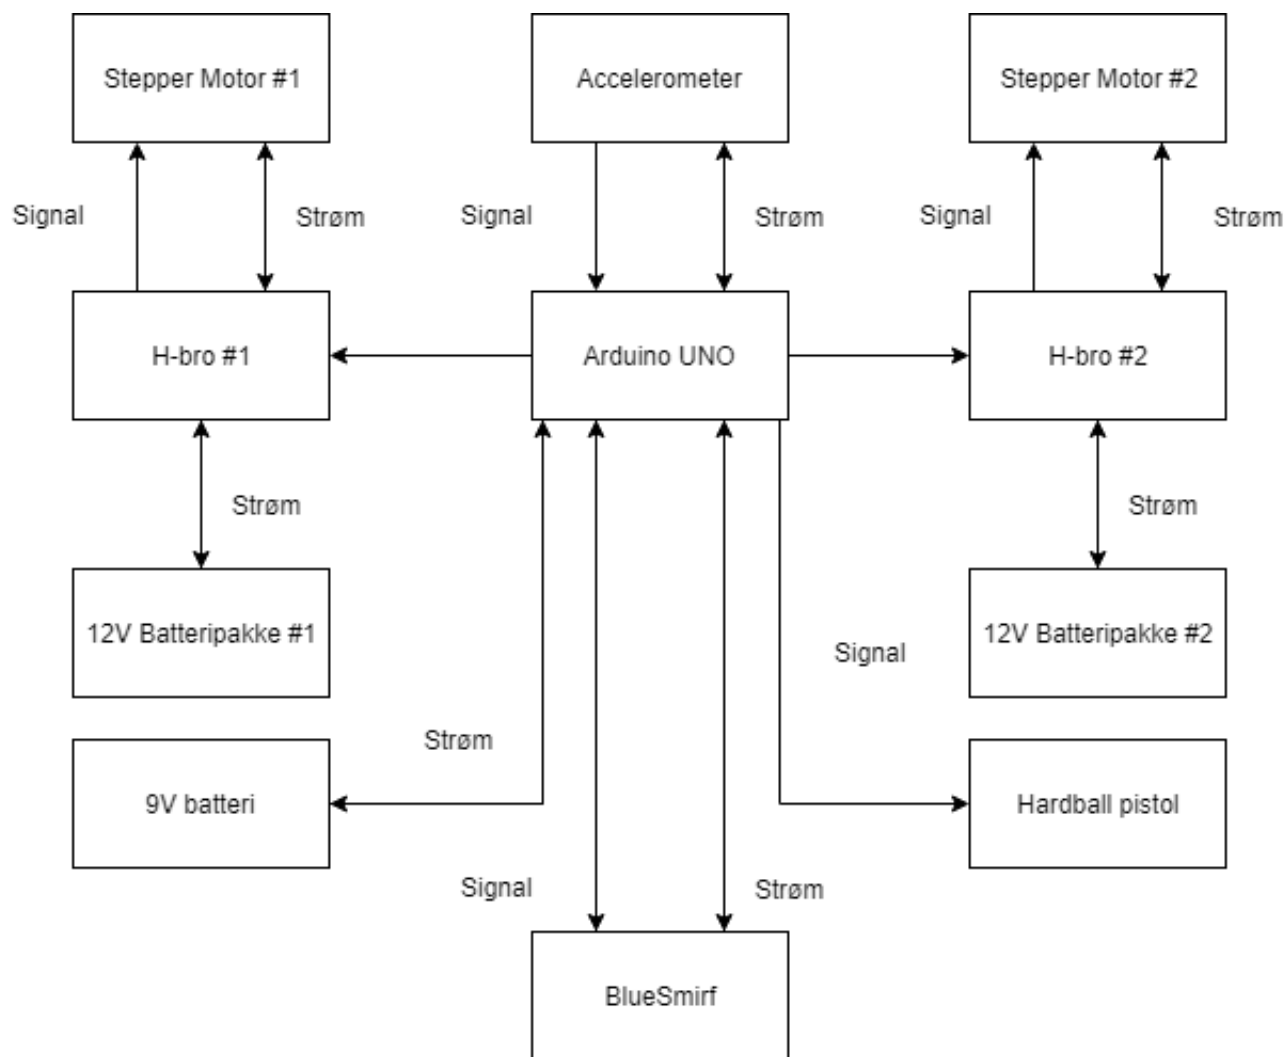 Stepper Motor #1
Accelerometer
Stepper Motor #2
Signal
Strøm
Signal
Strøm
Signal
Strøm
H-bro #1
Arduino UNO
H-bro #2
Strøm
Strøm
12V Batteripakke #1
12V Batteripakke #2
Signal
Strøm
9V batteri
Hardball pistol
Signal
Strøm
BlueSmirf